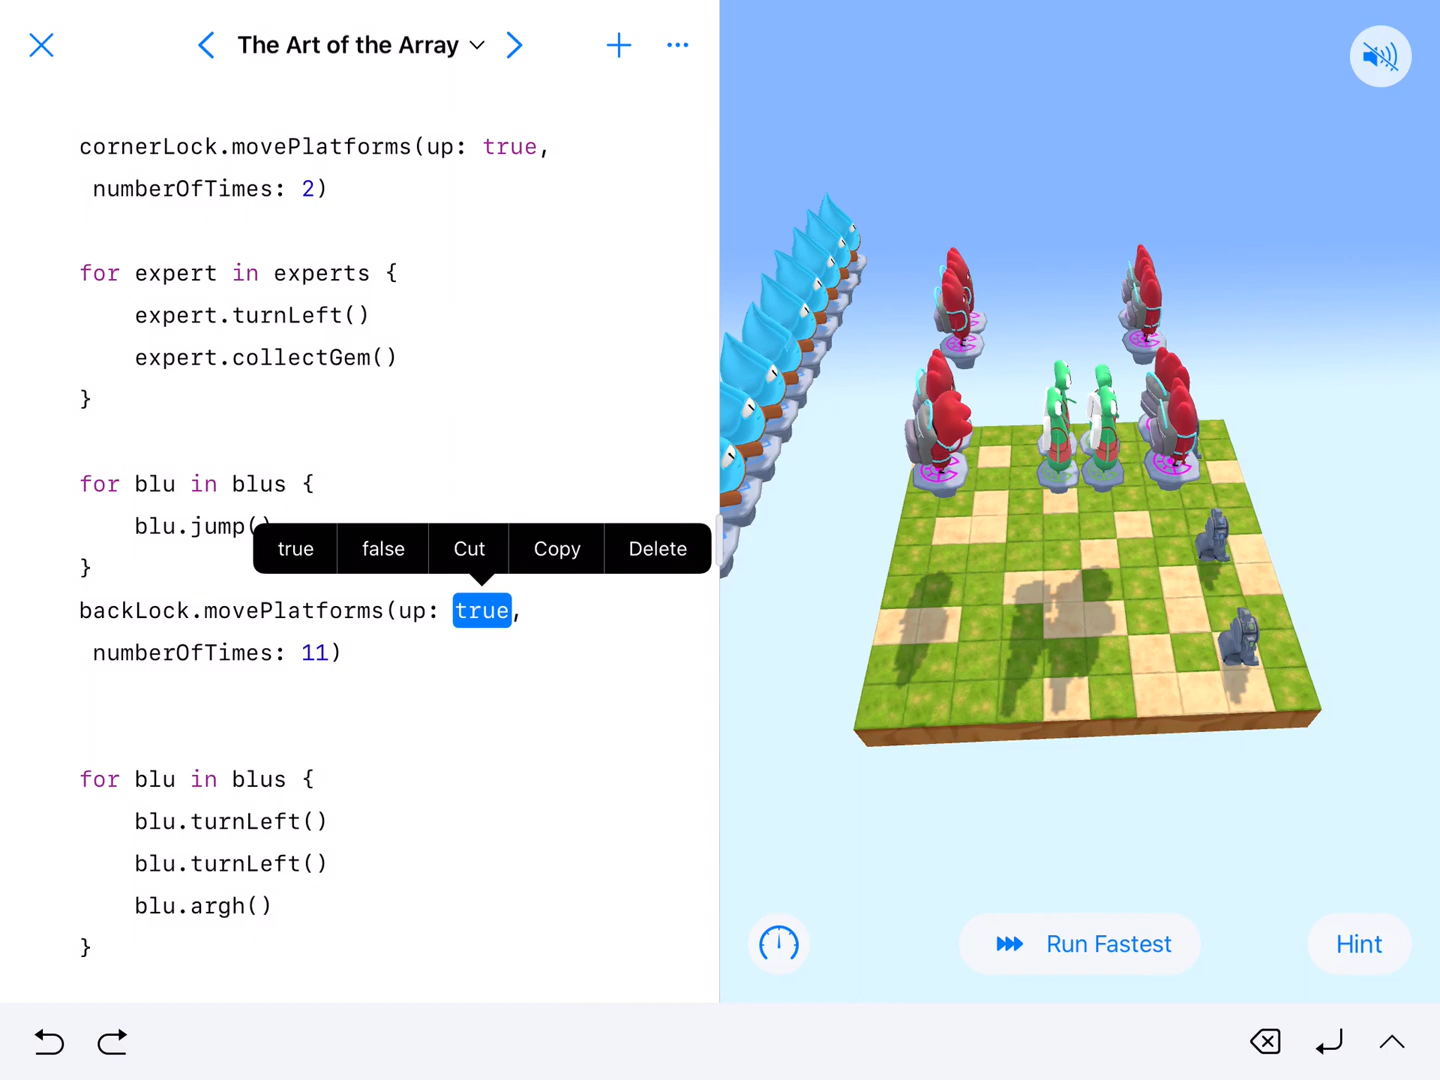 The Art of the Array
cornerLock.movePlatforms(up: true,
numberOfTimes: 2)
for expert in experts {
expert.turnLeft()
expert.collectGem()
}
for blu in blus {
blu.jump(
true false Cut Copy Delete
}
backLock.movePlatforms(up: true,
numberOfTimes: 11)
for blu in blus {
blu.turnLeft()
blu.turnLeft()
blu.argh()
}
Run Fastest
Hint